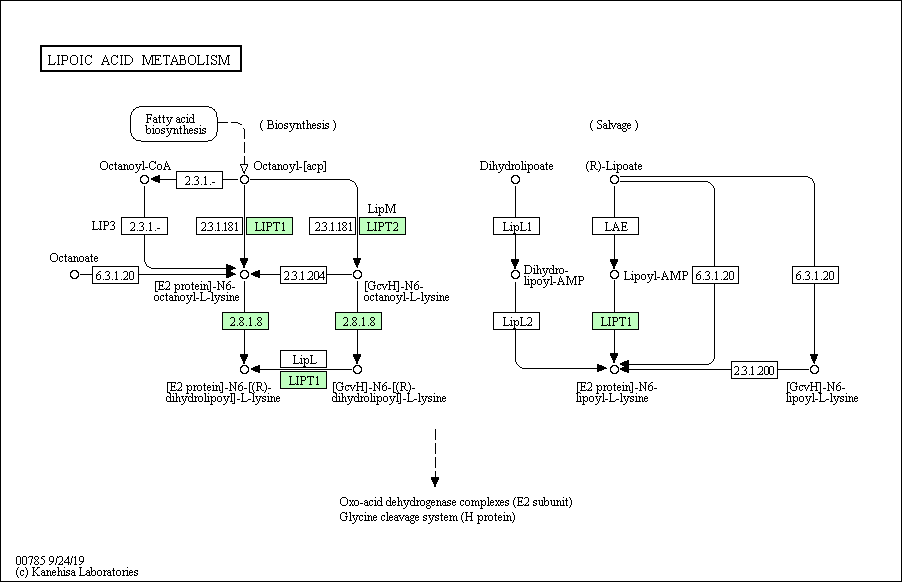 LIPOIC ACID METABOLISM
Fatty acid
biosynthesis
( Biosynthesis )
( Salvage )
Octanoyl-CoA
2.3.1.-
Octanoyl-[acp]
Dihydrolipoate
(R)-Lipoate
LipM
LIP3
2.3.1.-
2.3.1.181
LIPT1
2.3.1.181
LIPT2
LipL1
LAE
Octanoate
6.3.1.20
2.3.1.204
Dihydro-
lipoyl-AMP
Lipoyl-AMP
6.3.1.20
6.3.1.20
[E2 protein]-N6-
octanoyl-L-lysine
[GcvH]-N6-
octanoyl-L-lysine
2.8.1.8
2.8.1.8
LipL2
LIPT1
LipL
LIPT1
2.3.1.200
[E2 protein]-N6-[(R)-
dihydrolipoyl]-L-lysine
[GcvH]-N6-[(R)-
dihydrolipoyl]-L-lysine
[E2 protein]-N6-
lipoyl-L-lysine
[GcvH]-N6-
lipoyl-L-lysine
Oxo-acid dehydrogenase complexes (E2 subunit)
Glycine cleavage system (H protein)
00785 9/24/19
(c) Kanehisa Laboratories